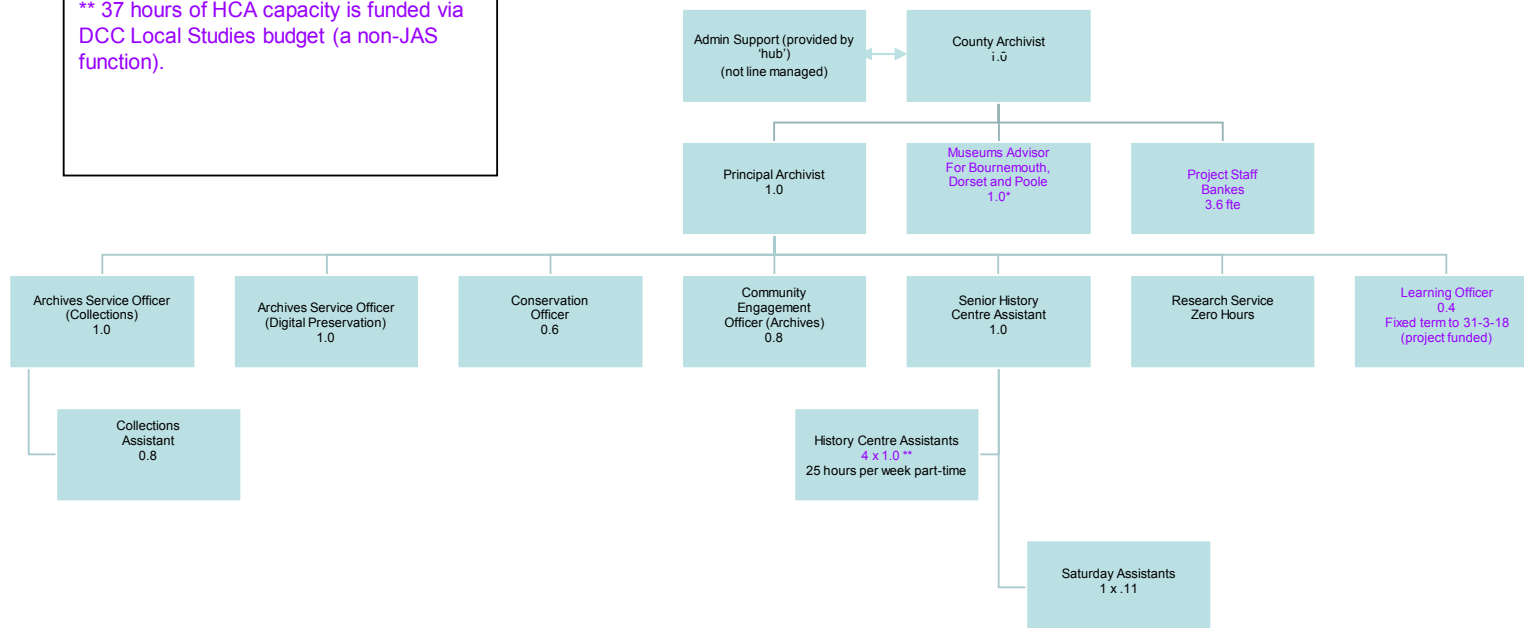 ** 37 hours of HCA capacity is funded via
DCC Local Studies budget (a non-JAS
function).
Admin Support (provided by
‘hub’)
(not line managed)
County Archivist
1.0
Principal Archivist
1.0
Museums Advisor
For Bournemouth,
Dorset and Poole
1.0*
Project Staff
Bankes
3.6 fte
Archives Service Officer
(Collections)
1.0
Archives Service Officer
(Digital Preservation)
1.0
Conservation
Officer
0.6
Community
Engagement
Officer (Archives)
0.8
Senior History
Centre Assistant
1.0
Research Service
Zero Hours
Learning Officer
0.4
Fixed term to 31-3-18
(project funded)
Collections
Assistant
0.8
History Centre Assistants
4 x 1.0 **
25 hours per week part-time
Saturday Assistants
1 x .11